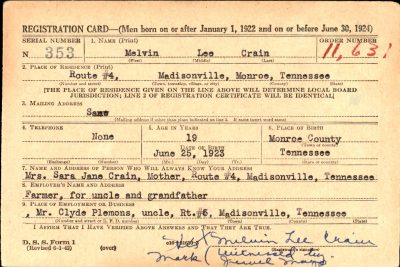 REGISTRATION CARD—(Men born on or after January 1, 1922 and on or before June 30, 1924)
SERIAL NUMBER 1. NAME (Print) ORDER NUMBER
N 353 Melvin Lee Crain 11,631
(First) (Middle) (Last)
2. PLACE OF RESIDENCE (Print)
Route #4, Madisonville, Monroe, Tennessee
(Number and street) (Town, township, village, or city) (County) (State)
[THE PLACE OF RESIDENCE GIVEN ON THE LINE ABOVE WILL DETERMINE LOCAL BOARD
JURISDICTION; LINE 2 OF REGISTRATION CERTIFICATE WILL BE IDENTICAL]
3. MAILING ADDRESS
Same
[Mailing address if other than place indicated on line 2. If same insert word same]
4. TELEPHONE 5. AGE IN YEARS 6. PLACE OF BIRTH
None 19 Monroe County
DATE OF BIRTH (Town or county)
June 25, 1923 Tennessee
(Exchange) (Number) (Mo.) (Day) (Yr.) (State or country)
7. NAME AND ADDRESS OF PERSON WHO WILL ALWAYS KNOW YOUR ADDRESS
Mrs. Sara Jane Crain, Mother, Route #4, Madisonville, Tennessee
8. EMPLOYER'S NAME AND ADDRESS
Farmer, for uncle and grandfather
9. PLACE OF EMPLOYMENT OR BUSINESS
, Mr. Clyde Plemons, uncle, Rt.#6, Madisonville, Tennessee
(Number and street or R. F. D. number) (Town) (County) (State)
I AFFIRM THAT I HAVE VERIFIED ABOVE ANSWERS AND THAT THEY ARE TRUE.
Melvin Lee Crain
D. S. S. Form 1
(Revised 6-1-42) (over) Mark (Witnessed by